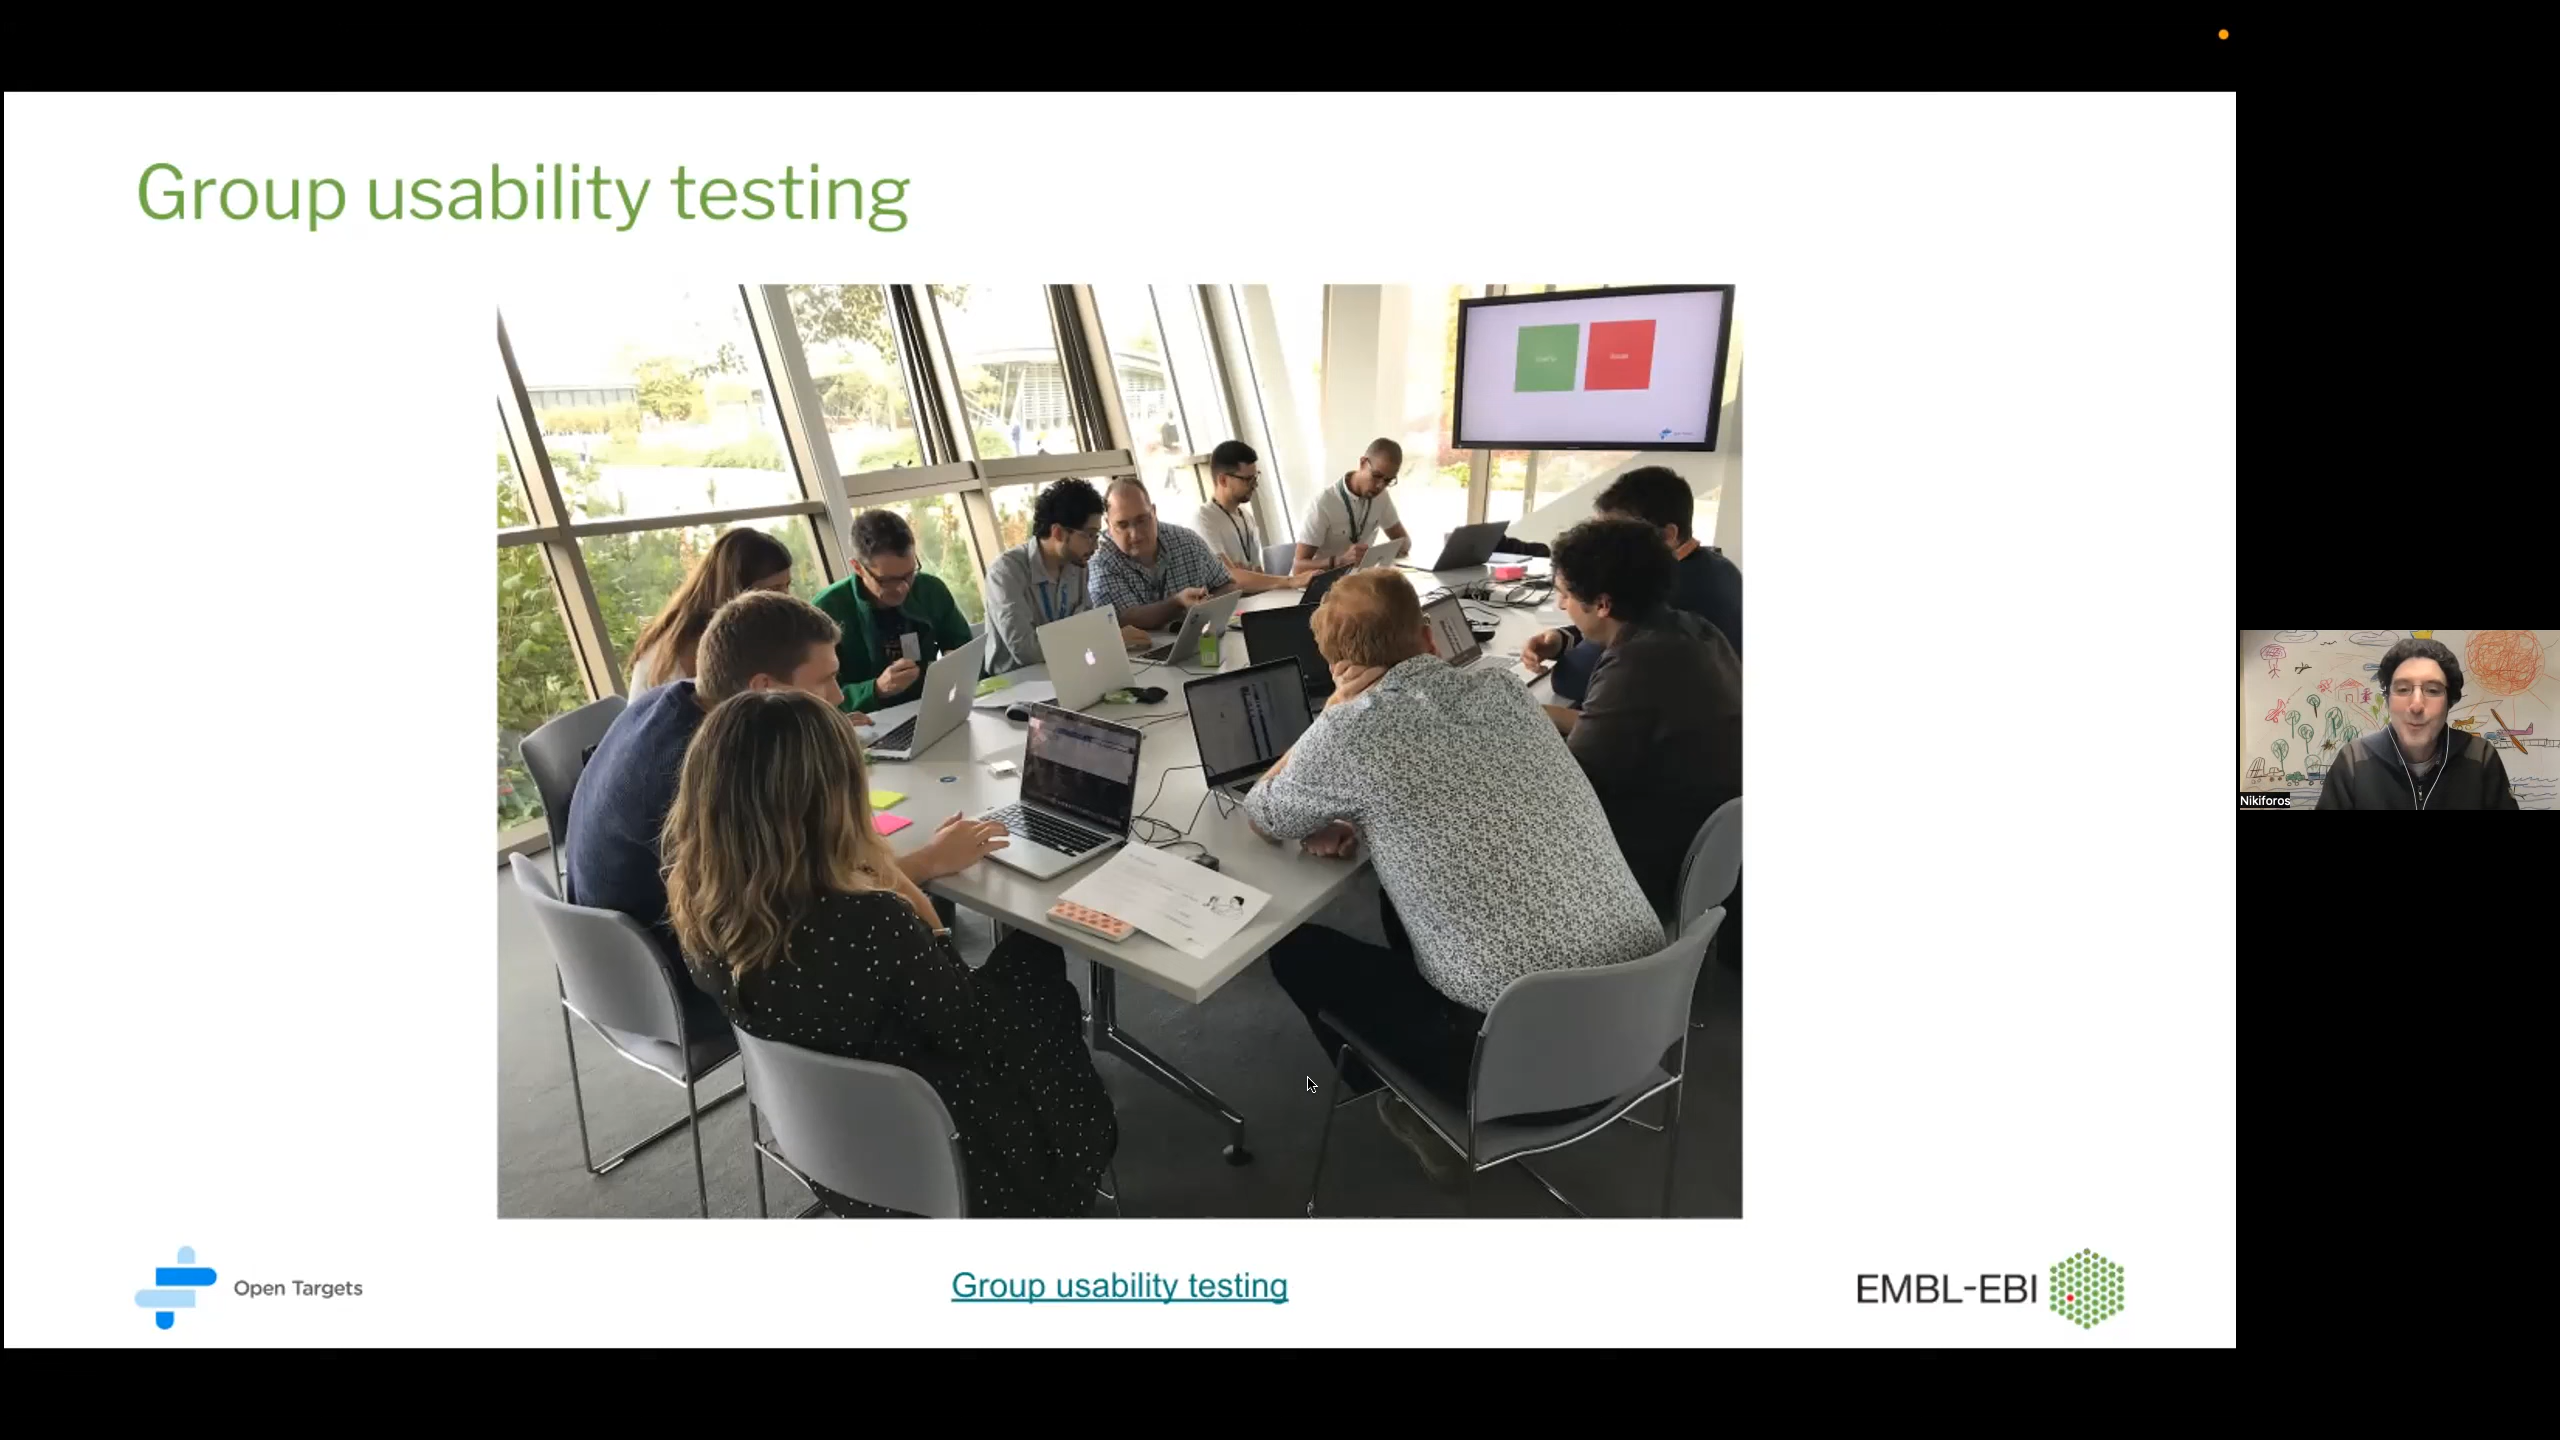 Group usability testing
Nikiforos
Open Targets
Group usability testing
EMBL-EBI